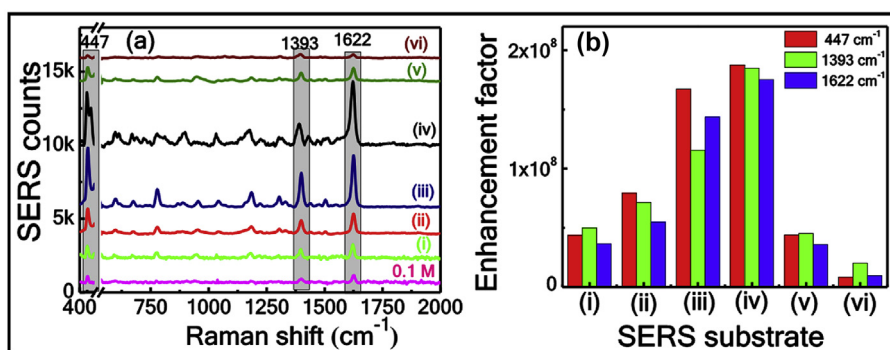 447
(a)
1393
1622
(vi)
(v)
(iv)
(iii)
(ii)
(i)
0.1 M
15k
10k
5k
0
SERS counts
400
750
1000
1250
1500
1750
2000
Raman shift (cm⁻¹)
(b)
447 cm⁻¹
1393 cm⁻¹
1622 cm⁻¹
2x10⁸
1x10⁸
0
Enhancement factor
(i)
(ii)
(iii)
(iv)
(v)
(vi)
SERS substrate